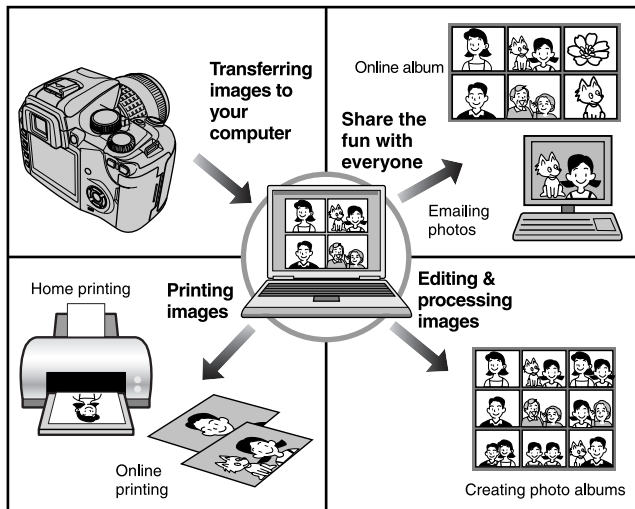 Transferring
images to
your
computer
Online album
Share the
fun with
everyone
Emailing
photos
Home printing
Printing
images
Online
printing
Editing &
processing
images
Creating photo albums